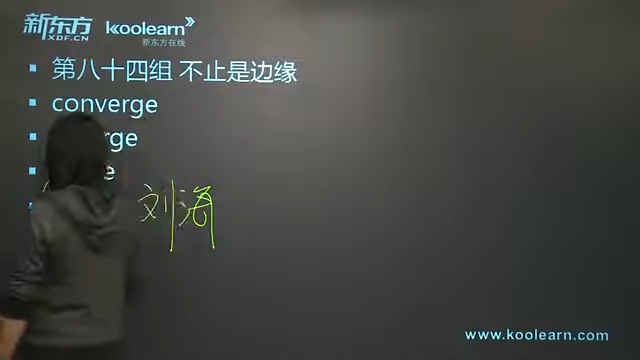 新东方 koolearn
XDF.CN 新东方在线
第八十四组 不止是边缘
converge
刘海
www.koolearn.com